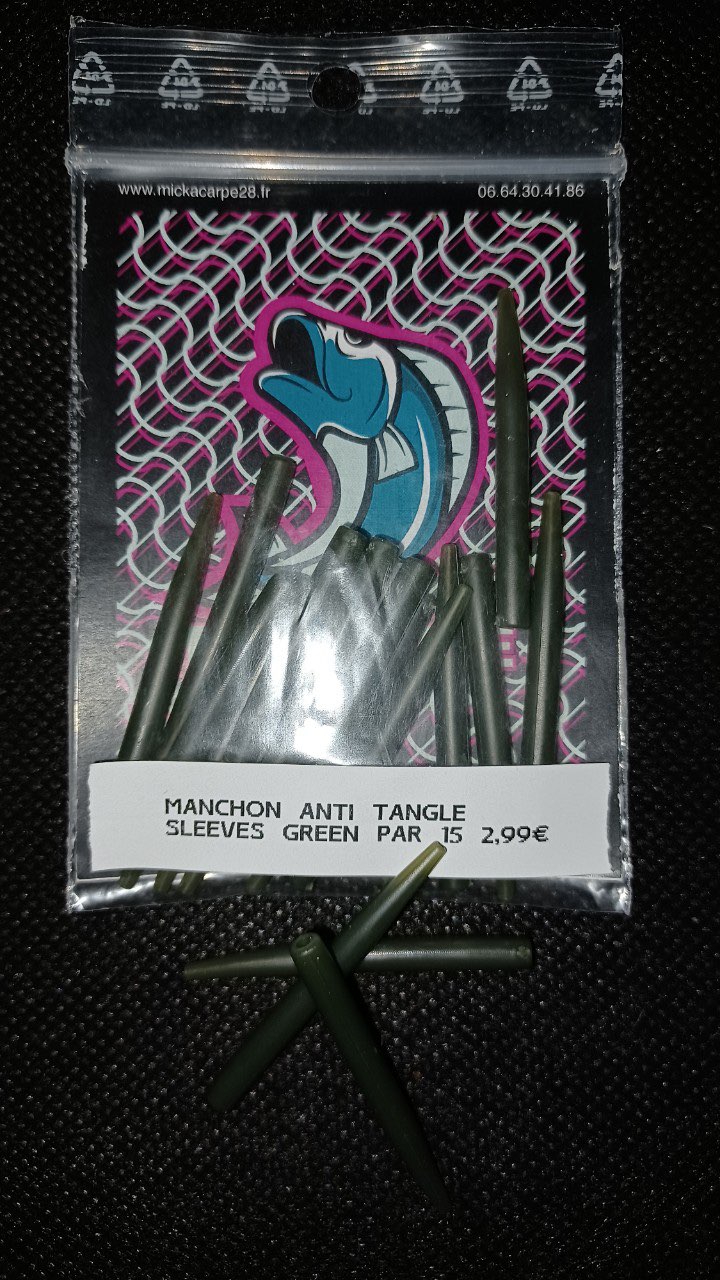 www.mickacarpe28.fr 06.64.30.41.86
MANCHON ANTI TANGLE
SLEEVES GREEN PAR 15 2,99€